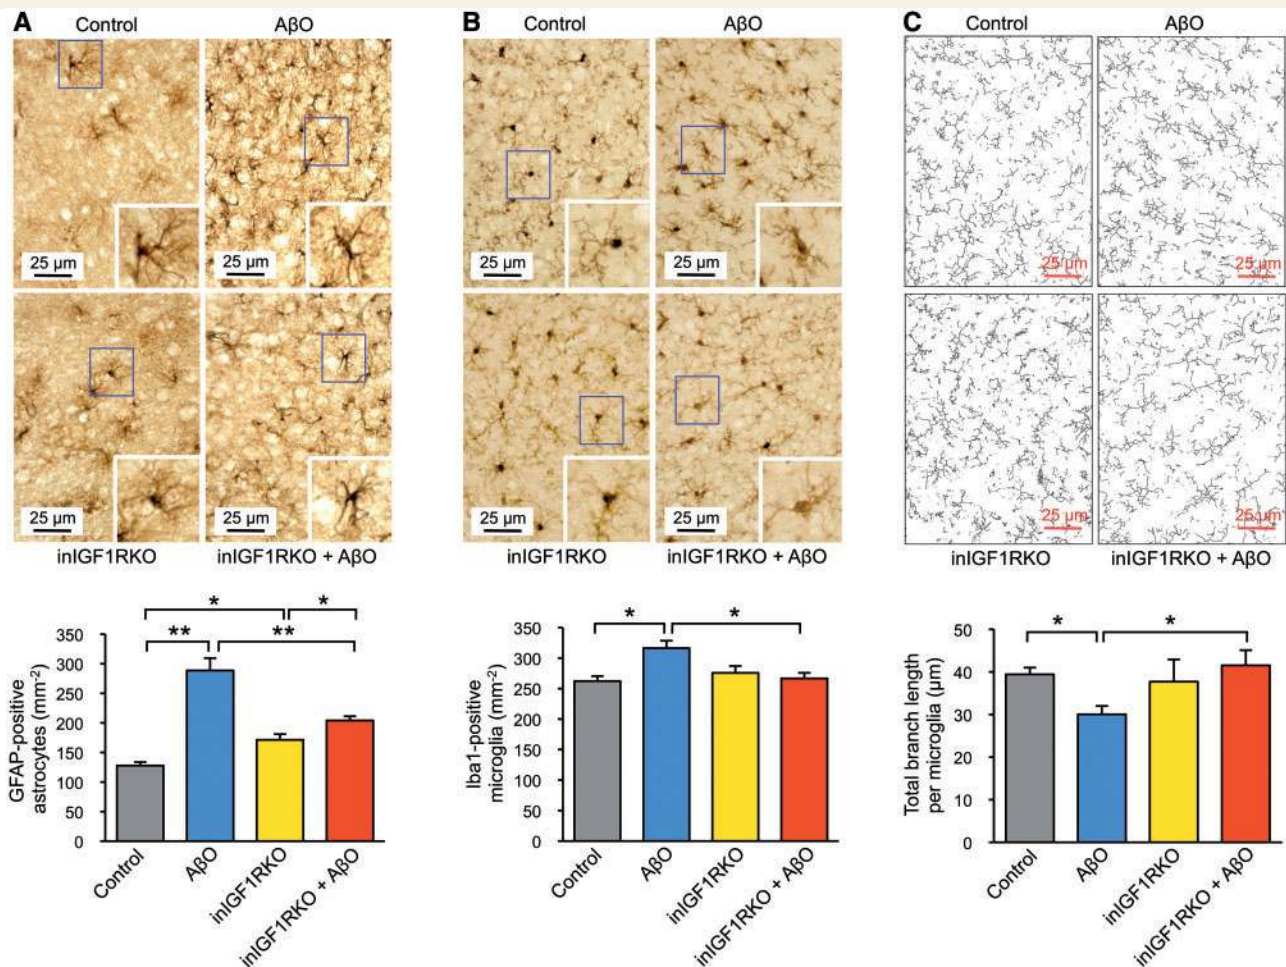 A
Control
AβO
25 µm
25 µm
25 µm
25 µm
inIGF1RKO
inIGF1RKO + AβO
B
Control
AβO
25 µm
25 µm
25 µm
25 µm
inIGF1RKO
inIGF1RKO + AβO
C
Control
AβO
25 µm
25 µm
25 µm
25 µm
inIGF1RKO
inIGF1RKO + AβO
GFAP-positive
astrocytes (mm-2)
350
300
250
200
150
100
50
0
*
*
**
**
Control
AβO
inIGF1RKO
inIGF1RKO + AβO
Iba1-positive
microglia (mm-2)
350
300
250
200
150
100
50
0
*
*
Control
AβO
inIGF1RKO
inIGF1RKO + AβO
Total branch length
per microglia (µm)
50
40
30
20
10
0
*
*
Control
AβO
inIGF1RKO
inIGF1RKO + AβO